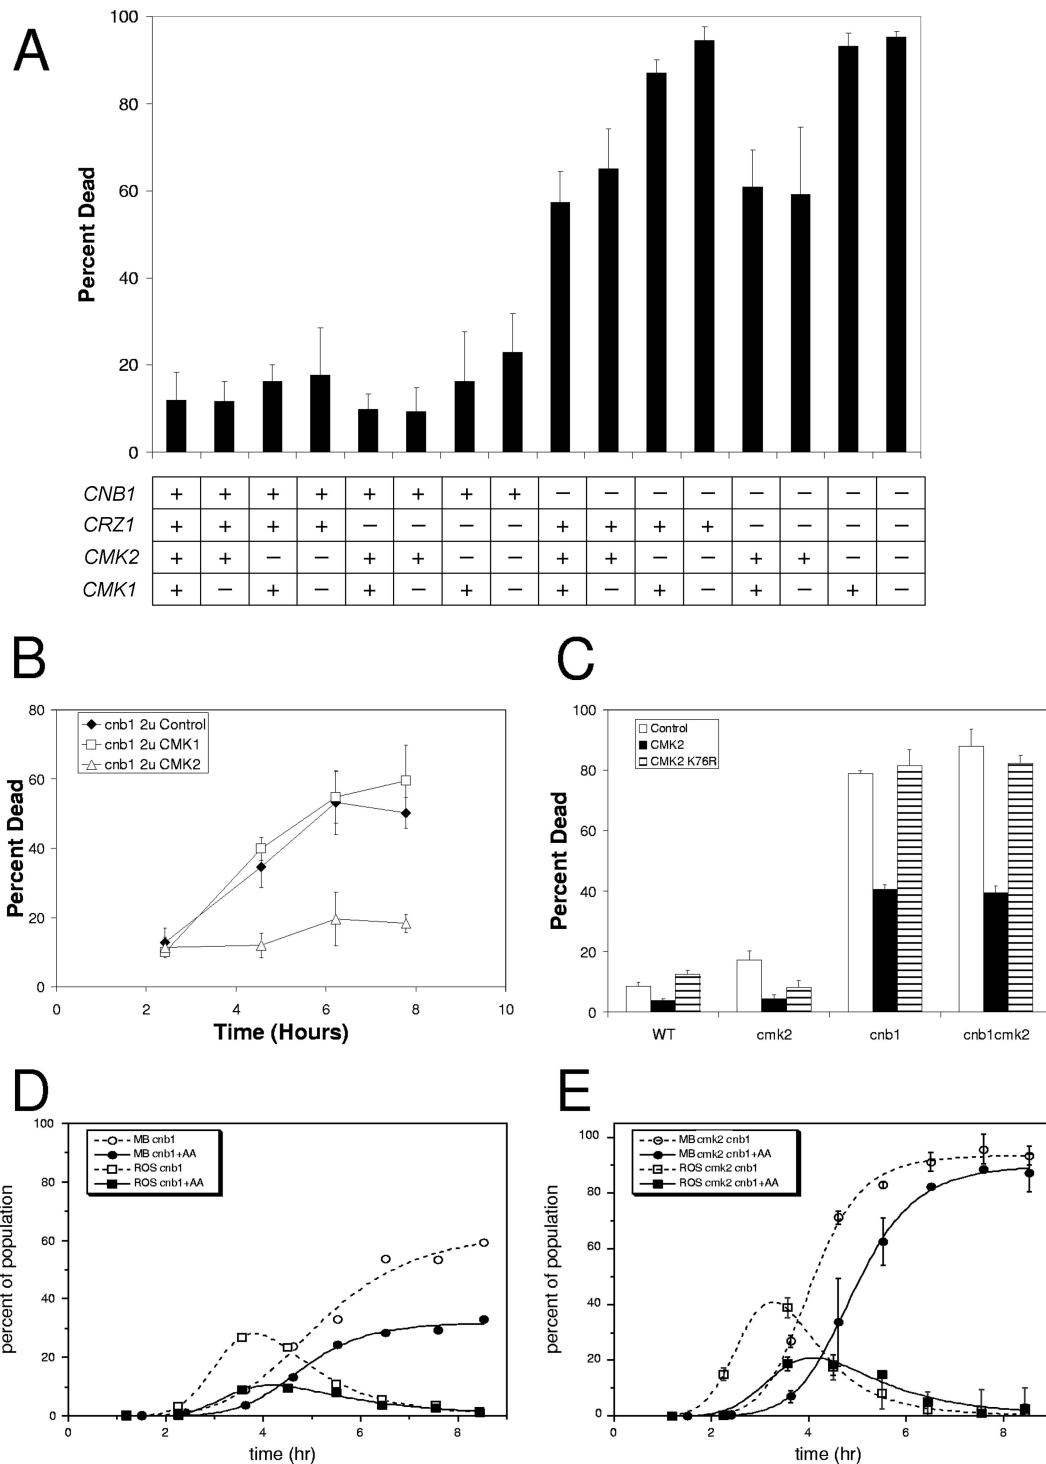 A
100
80
60
40
20
0
Percent Dead
CNB1 + + + + + + + + − − − − − − − −
CRZ1 + + + + − − − − + + + + − − − −
CMK2 + + − − + + − − + + − − + + − −
CMK1 + − + − + − + − + − + − + − + −
B
cnb1 2u Control
cnb1 2u CMK1
cnb1 2u CMK2
80
60
40
20
0
Percent Dead
0 2 4 6 8 10
Time (Hours)
C
Control
CMK2
CMK2 K76R
100
80
60
40
20
0
Percent Dead
WT cmk2 cnb1 cnb1cmk2
D
MB cnb1
MB cnb1+AA
ROS cnb1
ROS cnb1+AA
100
80
60
40
20
0
percent of population
0 2 4 6 8
time (hr)
E
MB cmk2 cnb1
MB cmk2 cnb1+AA
ROS cmk2 cnb1
ROS cmk2 cnb1+AA
100
80
60
40
20
0
percent of population
0 2 4 6 8
time (hr)